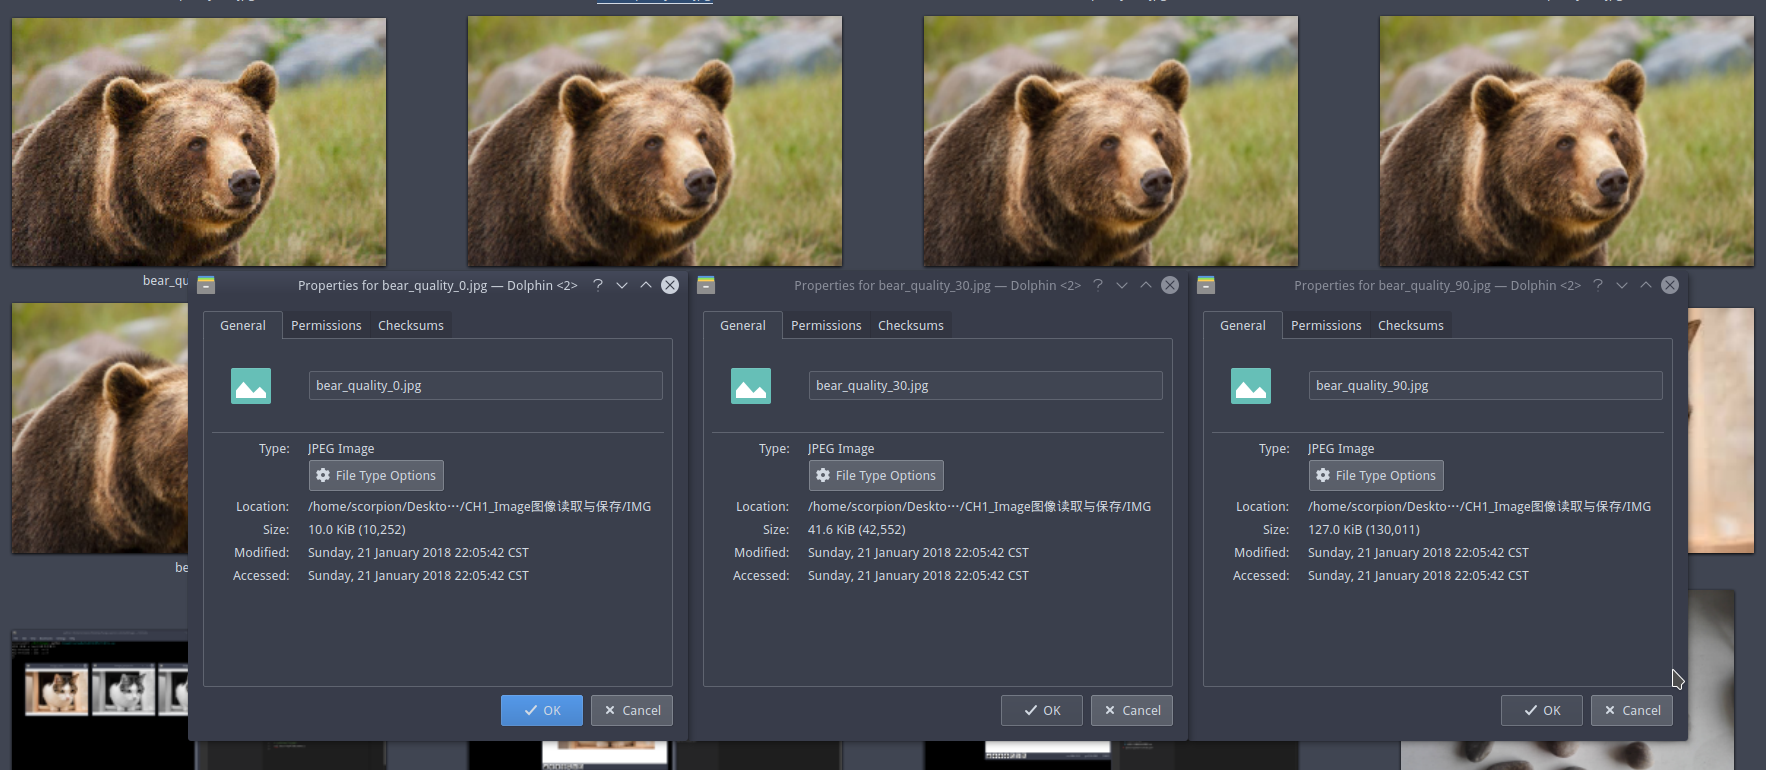 bear_qu
Properties for bear_quality_0.jpg — Dolphin <2>
General Permissions Checksums
bear_quality_0.jpg
Type: JPEG Image
File Type Options
Location: /home/scorpion/Deskto···/CH1_Image图像读取与保存/IMG
Size: 10.0 KiB (10,252)
Modified: Sunday, 21 January 2018 22:05:42 CST
Accessed: Sunday, 21 January 2018 22:05:42 CST
OK Cancel
Properties for bear_quality_30.jpg — Dolphin <2>
General Permissions Checksums
bear_quality_30.jpg
Type: JPEG Image
File Type Options
Location: /home/scorpion/Deskto···/CH1_Image图像读取与保存/IMG
Size: 41.6 KiB (42,552)
Modified: Sunday, 21 January 2018 22:05:42 CST
Accessed: Sunday, 21 January 2018 22:05:42 CST
OK Cancel
Properties for bear_quality_90.jpg — Dolphin <2>
General Permissions Checksums
bear_quality_90.jpg
Type: JPEG Image
File Type Options
Location: /home/scorpion/Deskto···/CH1_Image图像读取与保存/IMG
Size: 127.0 KiB (130,011)
Modified: Sunday, 21 January 2018 22:05:42 CST
Accessed: Sunday, 21 January 2018 22:05:42 CST
OK Cancel
be